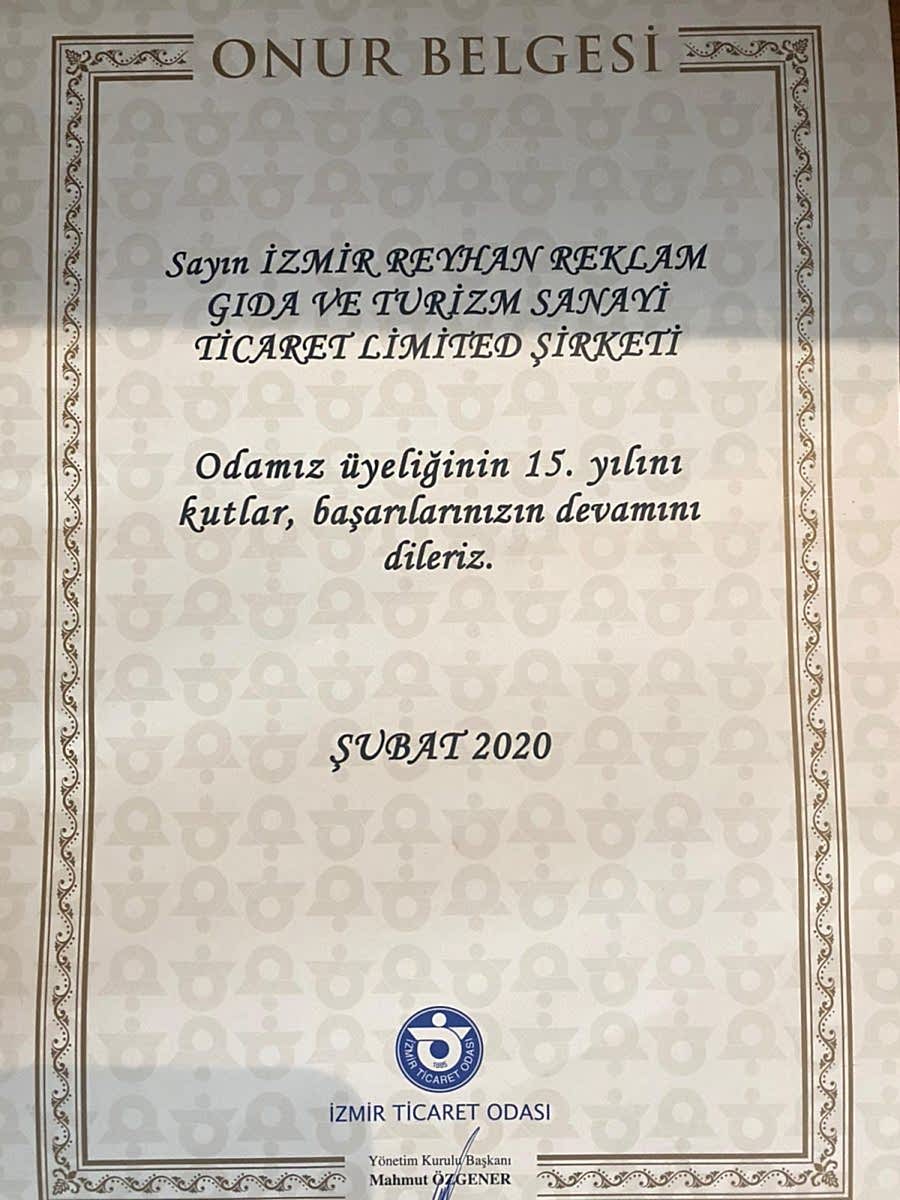 ONUR BELGESİ
Sayın İZMİR REYHAN REKLAM
GIDA VE TURİZM SANAYİ
TİCARET LİMİTED ŞİRKETİ
Odamız üyeliğinin 15. yılını
kutlar, başarılarınızın devamını
dileriz.
ŞUBAT 2020
1885
İZMİR TİCARET ODASI
İZMİR TİCARET ODASI
Yönetim Kurulu Başkanı
Mahmut ÖZGENER